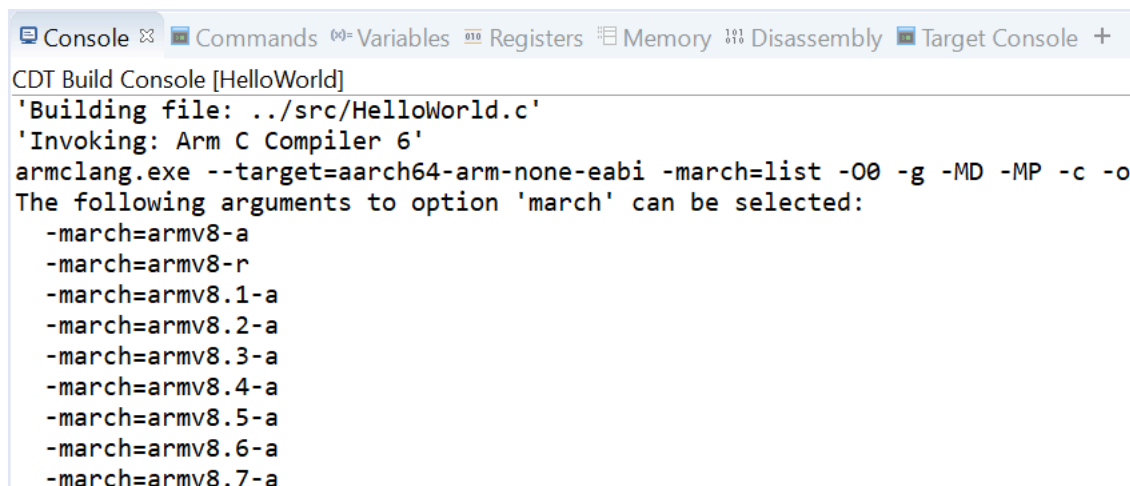 Console Commands Variables Registers Memory Disassembly Target Console +
CDT Build Console [HelloWorld]
'Building file: ../src/HelloWorld.c'
'Invoking: Arm C Compiler 6'
armclang.exe --target=aarch64-arm-none-eabi -march=list -O0 -g -MD -MP -c -o
The following arguments to option 'march' can be selected:
-march=armv8-a
-march=armv8-r
-march=armv8.1-a
-march=armv8.2-a
-march=armv8.3-a
-march=armv8.4-a
-march=armv8.5-a
-march=armv8.6-a
-march=armv8.7-a